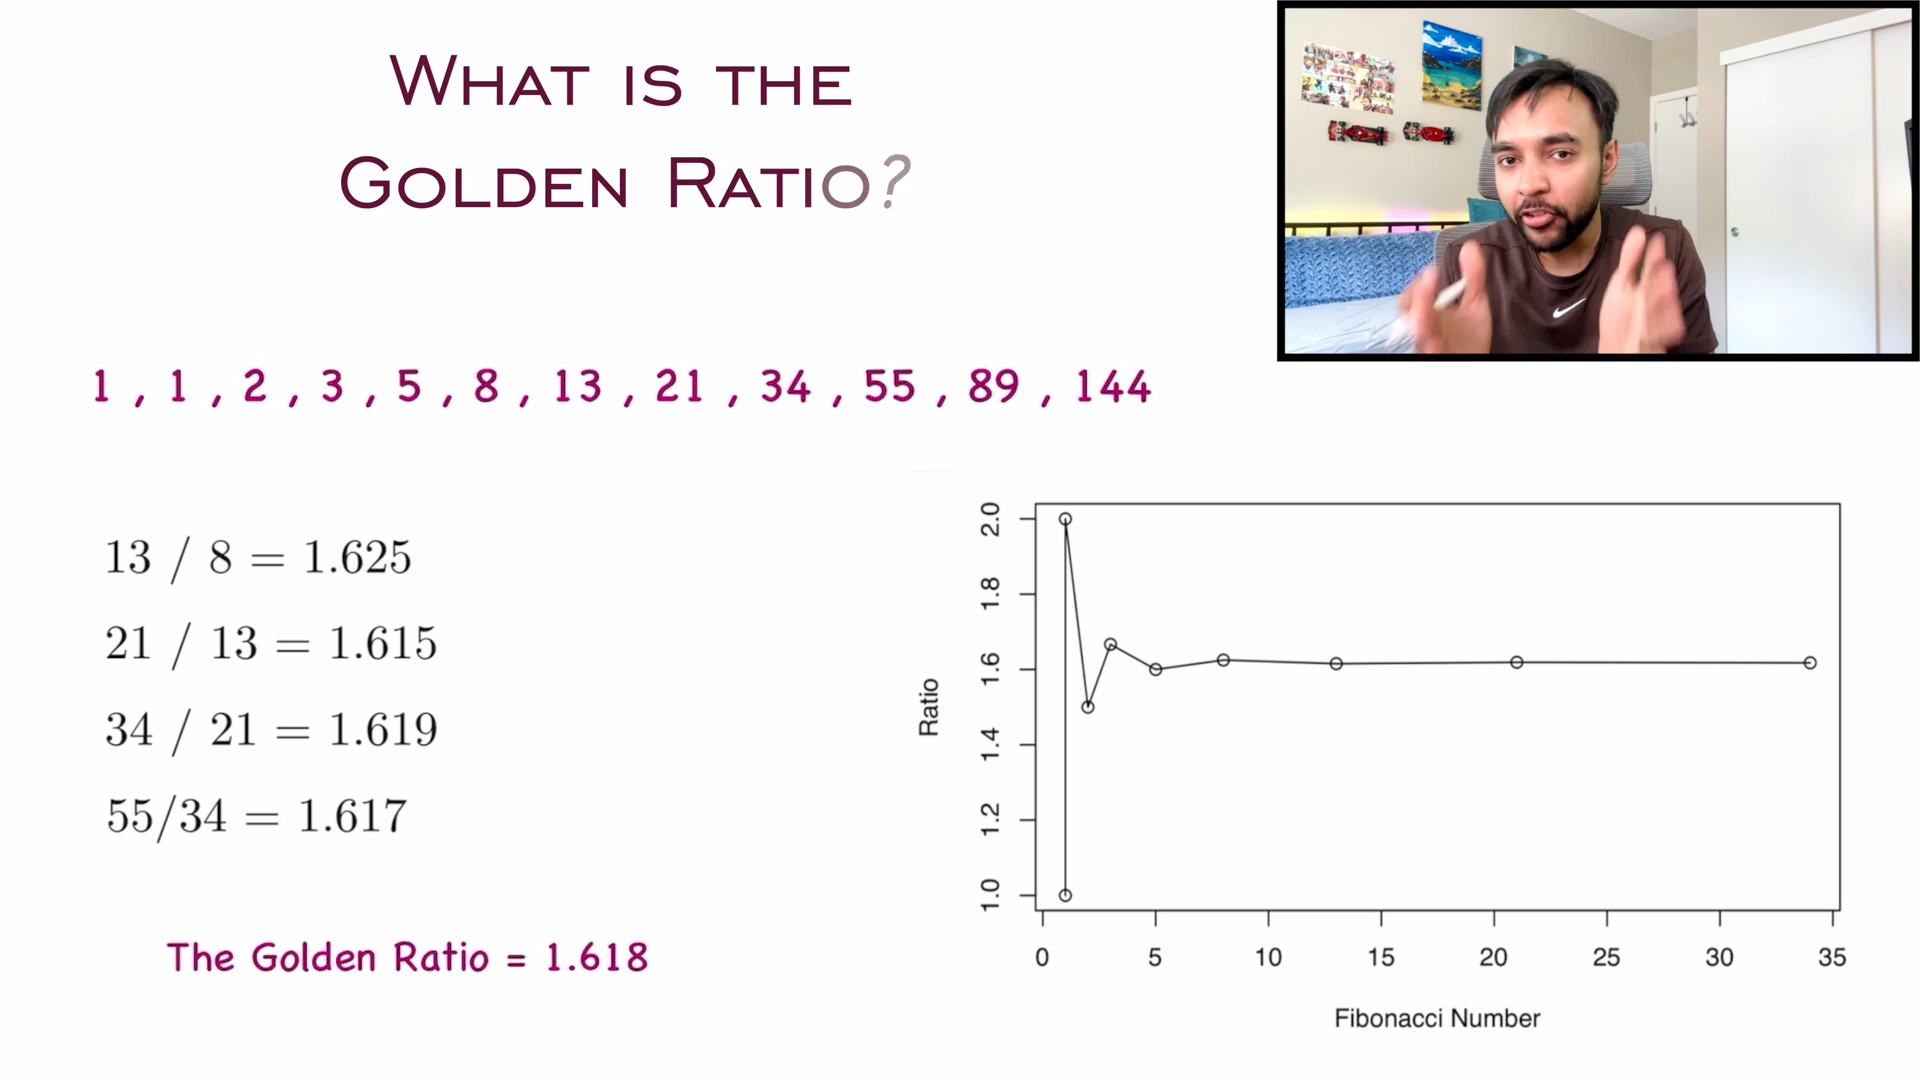 WHAT IS THE
GOLDEN RATIO?
1 , 1 , 2 , 3 , 5 , 8 , 13 , 21 , 34 , 55 , 89 , 144
13 / 8 = 1.625
21 / 13 = 1.615
34 / 21 = 1.619
55/34 = 1.617
The Golden Ratio = 1.618
Ratio
2.0
1.8
1.6
1.4
1.2
1.0
0 5 10 15 20 25 30 35
Fibonacci Number